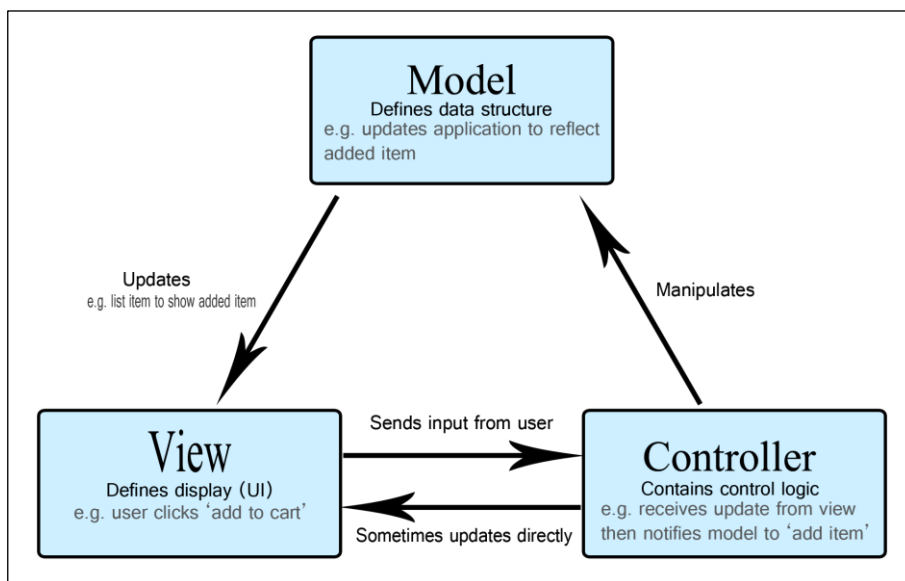 Model
Defines data structure
e.g. updates application to reflect
added item
Updates
e.g. list item to show added item
Manipulates
View
Defines display (UI)
e.g. user clicks ‘add to cart’
Sends input from user
Sometimes updates directly
Controller
Contains control logic
e.g. receives update from view
then notifies model to ‘add item’